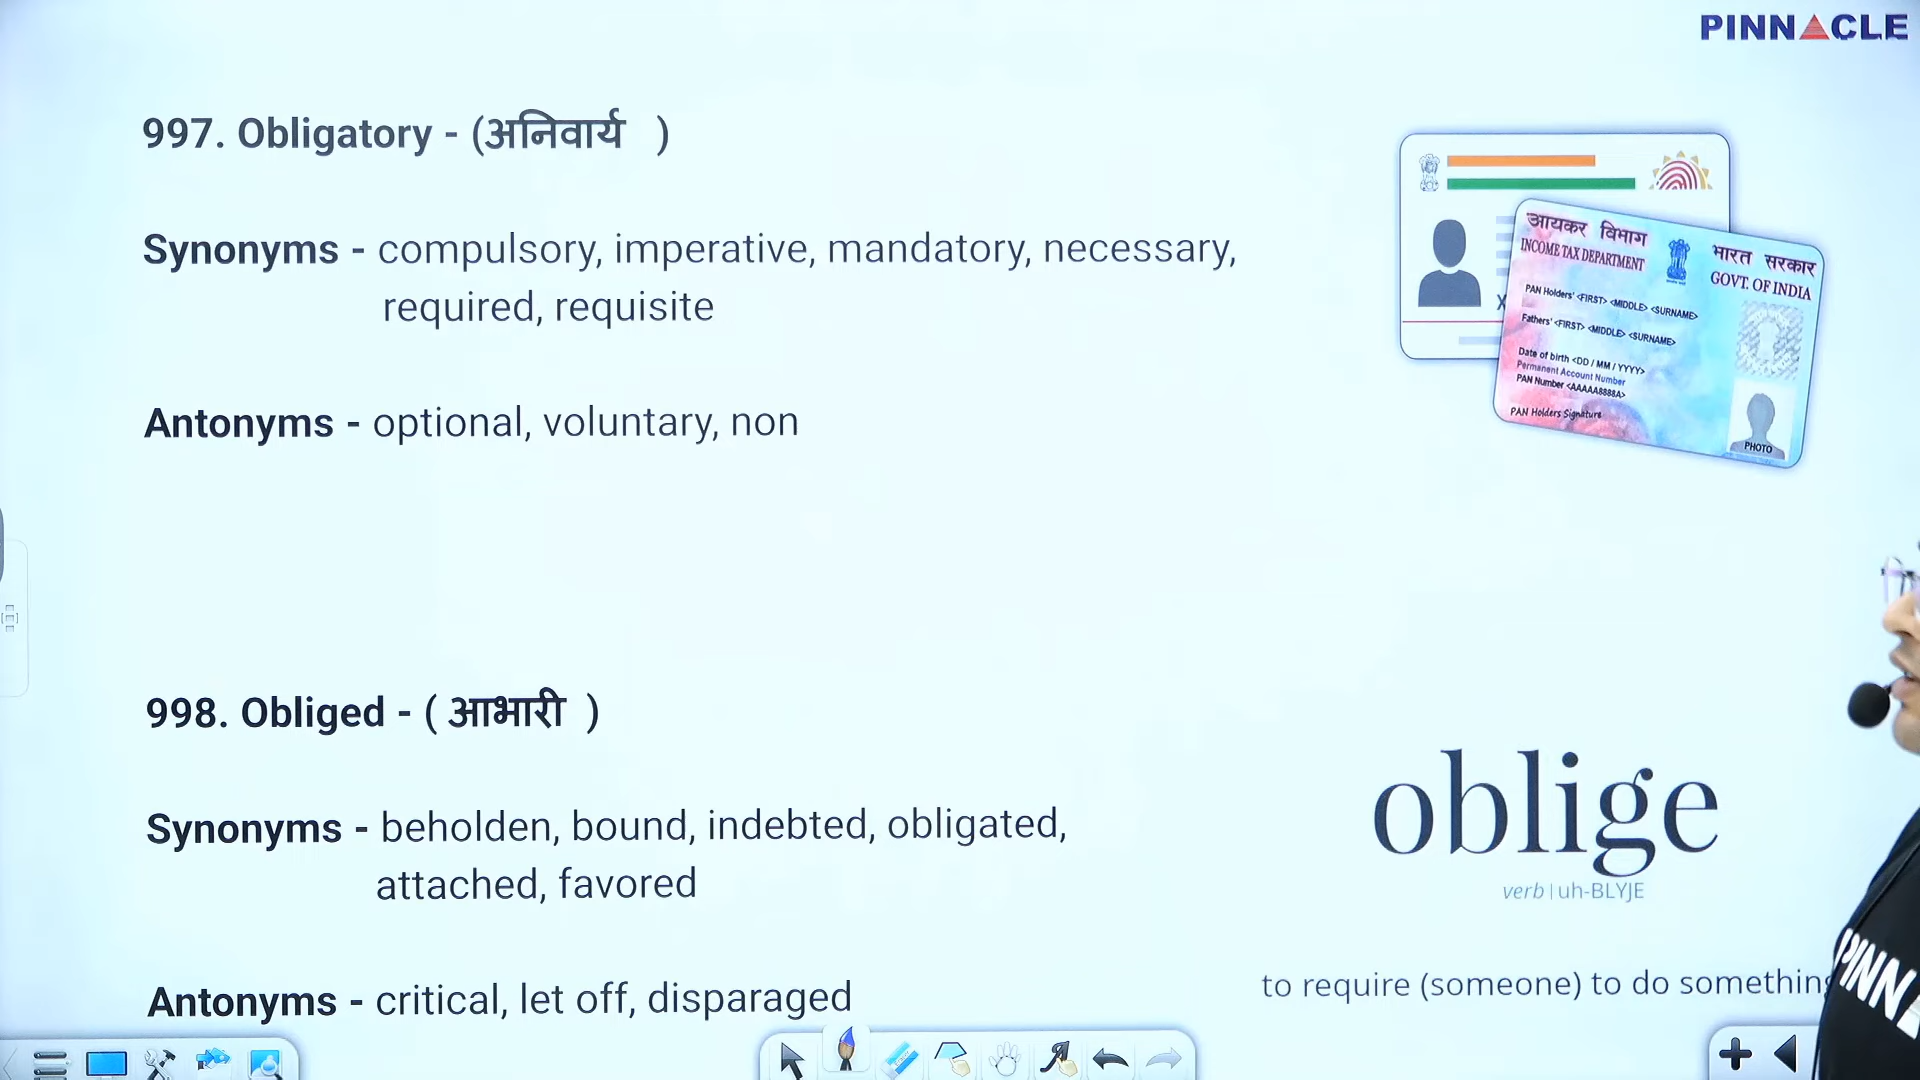 PINNACLE
997. Obligatory - (अनिवार्य )
Synonyms - compulsory, imperative, mandatory, necessary,
required, requisite
Antonyms - optional, voluntary, non
आयकर विभाग
INCOME TAX DEPARTMENT
भारत सरकार
GOVT. OF INDIA
PAN Holders' <FIRST> <MIDDLE> <SURNAME>
Fathers' <FIRST> <MIDDLE> <SURNAME>
Date of birth <DD / MM / YYYY>
Permanent Account Number
PAN Number <AAAAA8888A>
PAN Holders Signature
PHOTO
998. Obliged - ( आभारी )
Synonyms - beholden, bound, indebted, obligated,
attached, favored
Antonyms - critical, let off, disparaged
oblige
verb | uh-BLYJE
to require (someone) to do something
PINNA